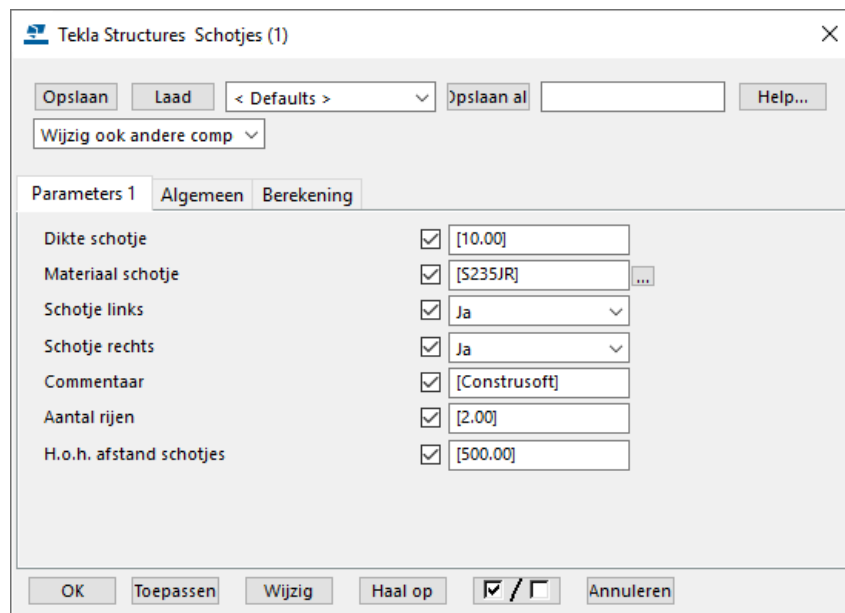 Tekla Structures Schotjes (1)
Opslaan Laad < Defaults > Opslaan al Help...
Wijzig ook andere comp
Parameters 1 Algemeen Berekening
Dikte schotje [10.00]
Materiaal schotje [S235JR] ...
Schotje links Ja
Schotje rechts Ja
Commentaar [Construsoft]
Aantal rijen [2.00]
H.o.h. afstand schotjes [500.00]
OK Toepassen Wijzig Haal op / Annuleren